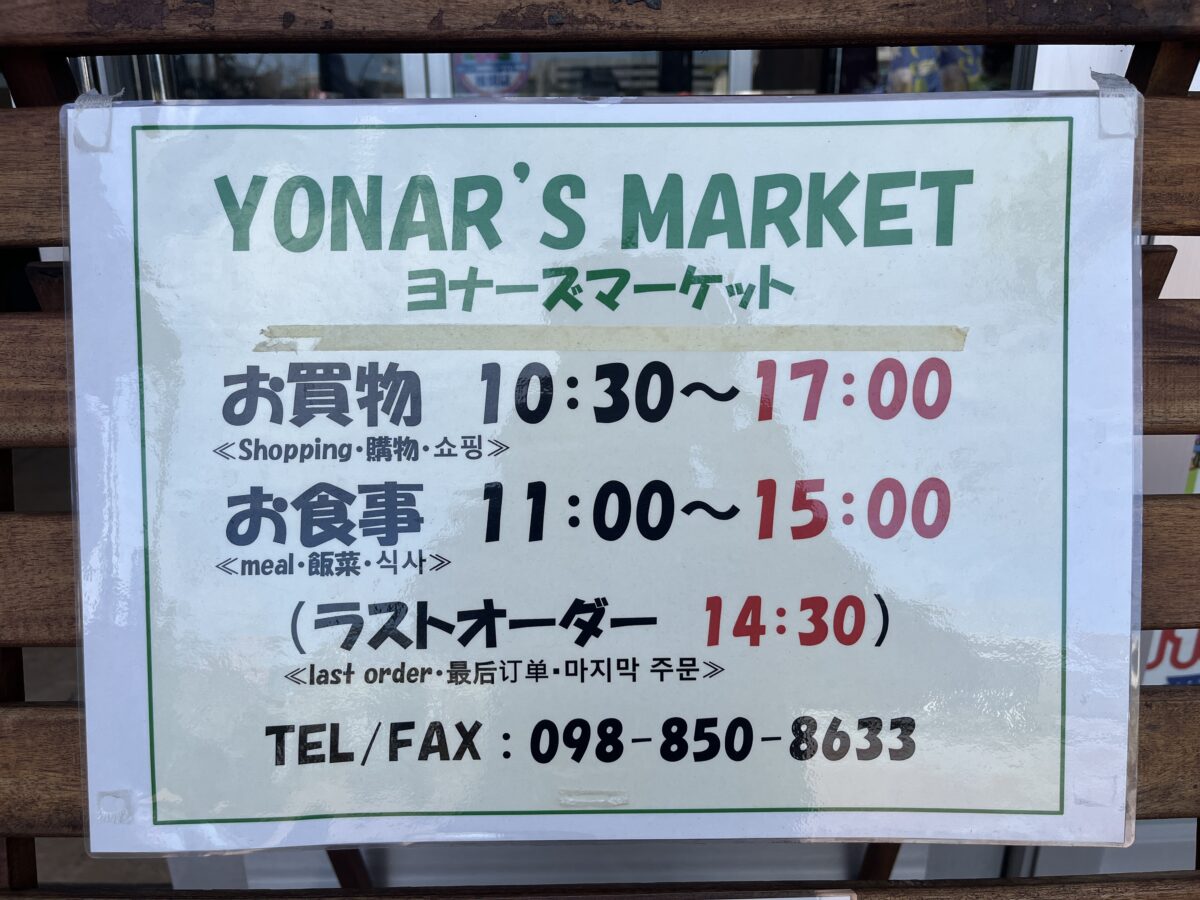 YONAR'S MARKET
ヨナーズマーケット
お買物 10:30～17:00
≪Shopping・購物・쇼핑≫
お食事 11:00～15:00
≪meal・飯菜・식사≫
(ラストオーダー 14:30)
≪last order・最后订单・마지막 주문≫
TEL/FAX : 098-850-8633